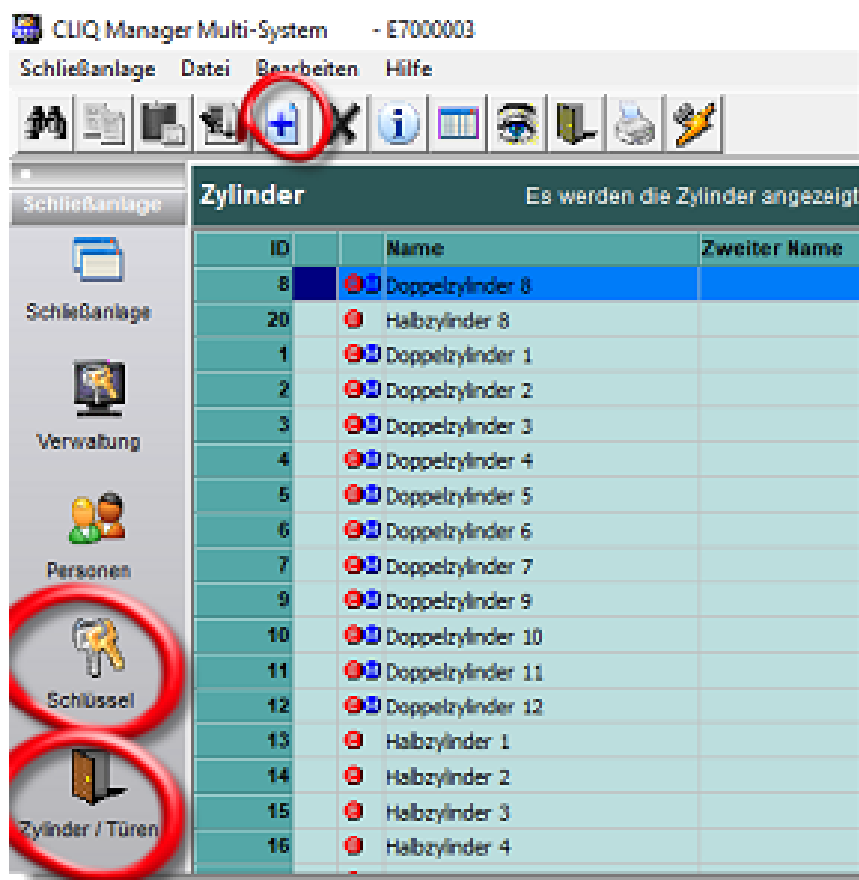 CLIQ Manager Multi-System - E7000003
Schließanlage Datei Bearbeiten Hilfe
Schließanlage
Zylinder Es werden die Zylinder angezeigt
ID Name Zweiter Name
8 Doppelzylinder 8
20 Halbzylinder 8
1 Doppelzylinder 1
2 Doppelzylinder 2
3 Doppelzylinder 3
4 Doppelzylinder 4
5 Doppelzylinder 5
6 Doppelzylinder 6
7 Doppelzylinder 7
9 Doppelzylinder 9
10 Doppelzylinder 10
11 Doppelzylinder 11
12 Doppelzylinder 12
13 Halbzylinder 1
14 Halbzylinder 2
15 Halbzylinder 3
16 Halbzylinder 4
Schließanlage
Verwaltung
Personen
Schlüssel
Zylinder / Türen